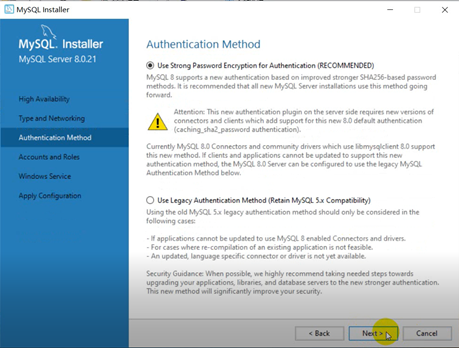 MySQL Installer
MySQL. Installer
MySQL Server 8.0.21
High Availability
Type and Networking
Authentication Method
Accounts and Roles
Windows Service
Apply Configuration
Authentication Method
Use Strong Password Encryption for Authentication (RECOMMENDED)
MySQL 8 supports a new authentication based on improved stronger SHA256-based password
methods. It is recommended that all new MySQL Server installations use this method going
forward.
Attention: This new authentication plugin on the server side requires new versions of
connectors and clients which add support for this new 8.0 default authentication
(caching_sha2_password authentication).
Currently MySQL 8.0 Connectors and community drivers which use libmysqlclient 8.0 support
this new method. If clients and applications cannot be updated to support this new
authentication method, the MySQL 8.0 Server can be configured to use the legacy MySQL
Authentication Method below.
Use Legacy Authentication Method (Retain MySQL 5.x Compatibility)
Using the old MySQL 5.x legacy authentication method should only be considered in the following
cases:
- If applications cannot be updated to use MySQL 8 enabled Connectors and drivers.
- For cases where re-compilation of an existing application is not feasible.
- An updated, language specific connector or driver is not yet available.
Security Guidance: When possible, we highly recommend taking needed steps towards
upgrading your applications, libraries, and database servers to the new stronger authentication.
This new method will significantly improve your security.
< Back
Next >
Cancel